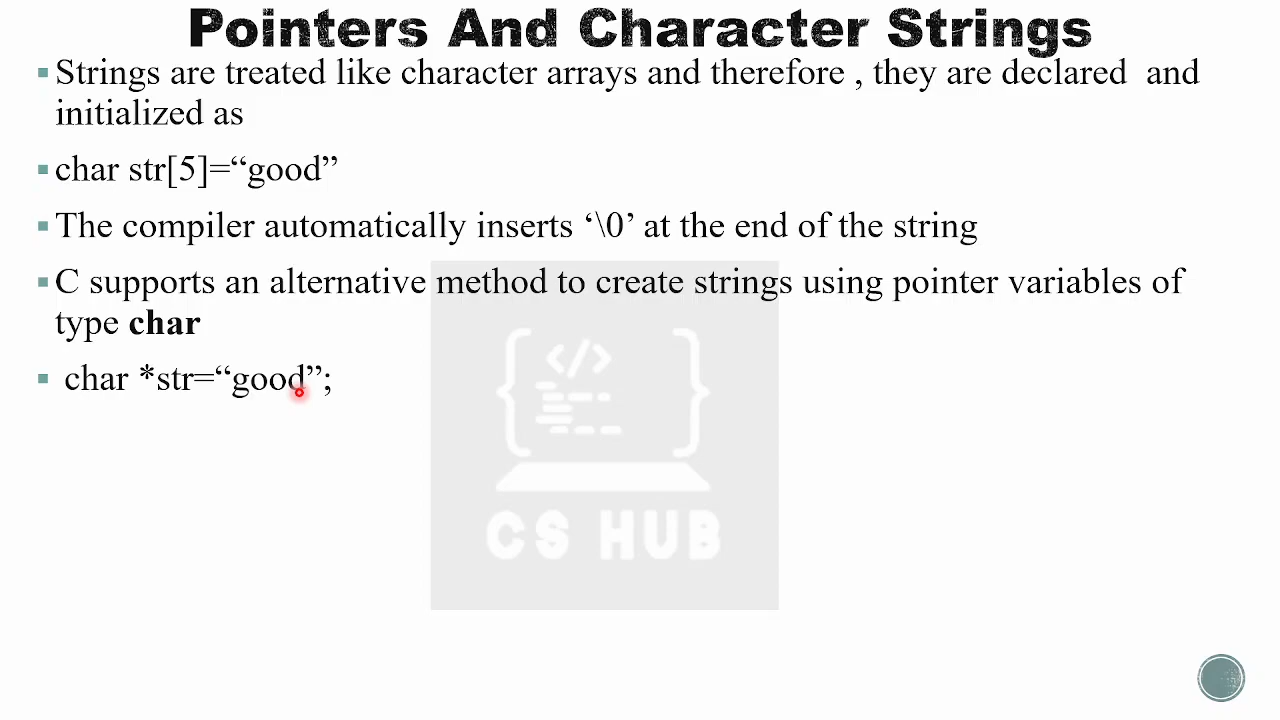 Pointers And Character Strings
Strings are treated like character arrays and therefore , they are declared and
initialized as
char str[5]=“good”
The compiler automatically inserts ‘\0’ at the end of the string
C supports an alternative method to create strings using pointer variables of
type char
char *str=“good”;
</>
CS HUB